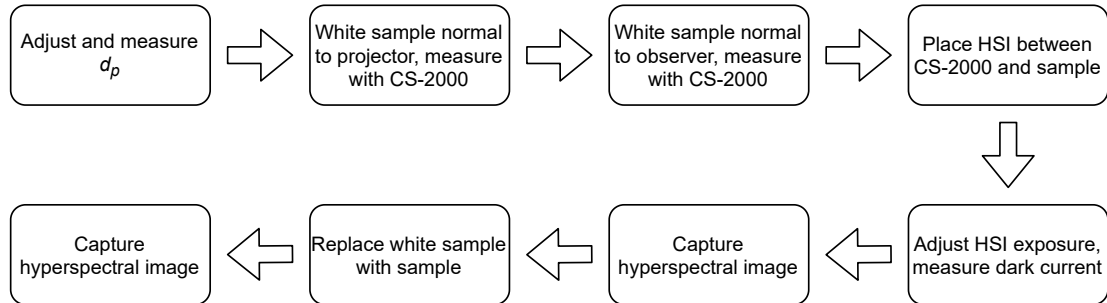 Adjust and measure
dp
White sample normal
to projector, measure
with CS-2000
White sample normal
to observer, measure
with CS-2000
Place HSI between
CS-2000 and sample
Adjust HSI exposure,
measure dark current
Capture
hyperspectral image
Replace white sample
with sample
Capture
hyperspectral image